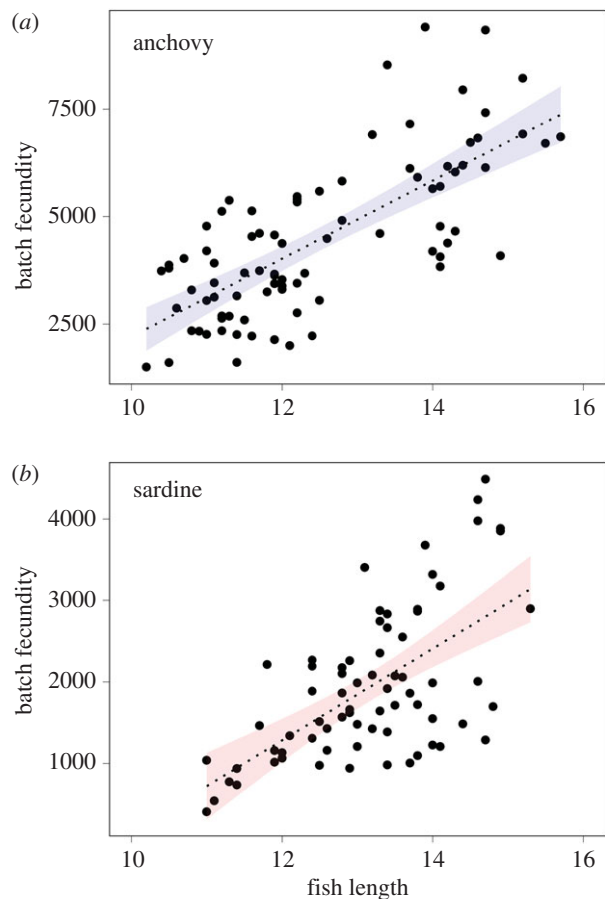 (a)
anchovy
7500
5000
2500
batch fecundity
10 12 14 16
(b)
sardine
4000
3000
2000
1000
batch fecundity
10 12 14 16
fish length